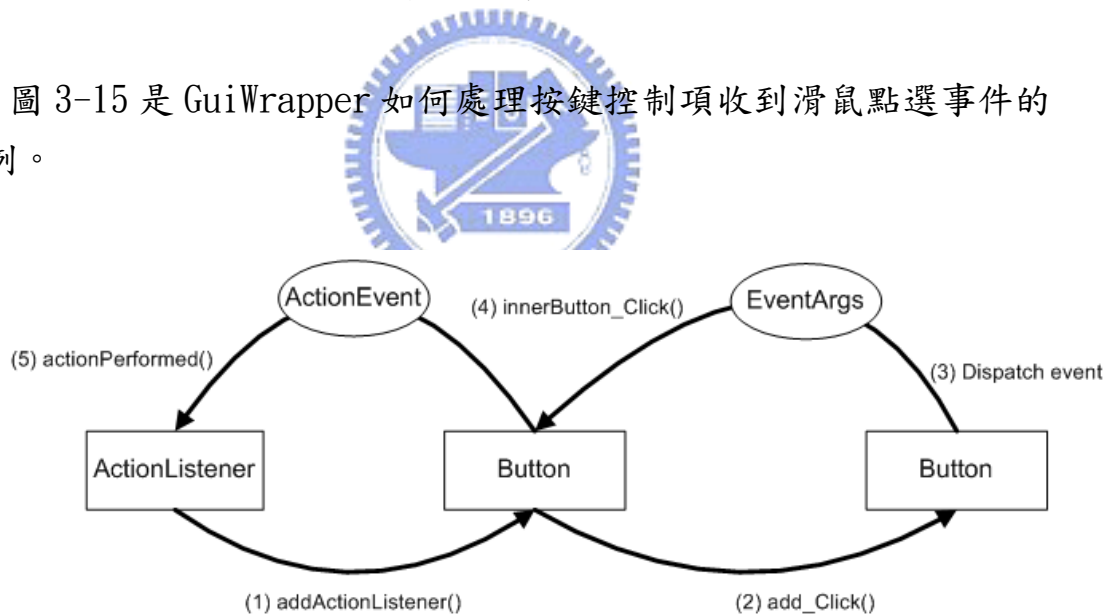 圖 3-15 是 GuiWrapper 如何處理按鍵控制項收到滑鼠點選事件的
例。
1896
ActionEvent
(4) innerButton_Click()
EventArgs
(5) actionPerformed()
(3) Dispatch event
ActionListener
Button
Button
(1) addActionListener()
(2) add_Click()